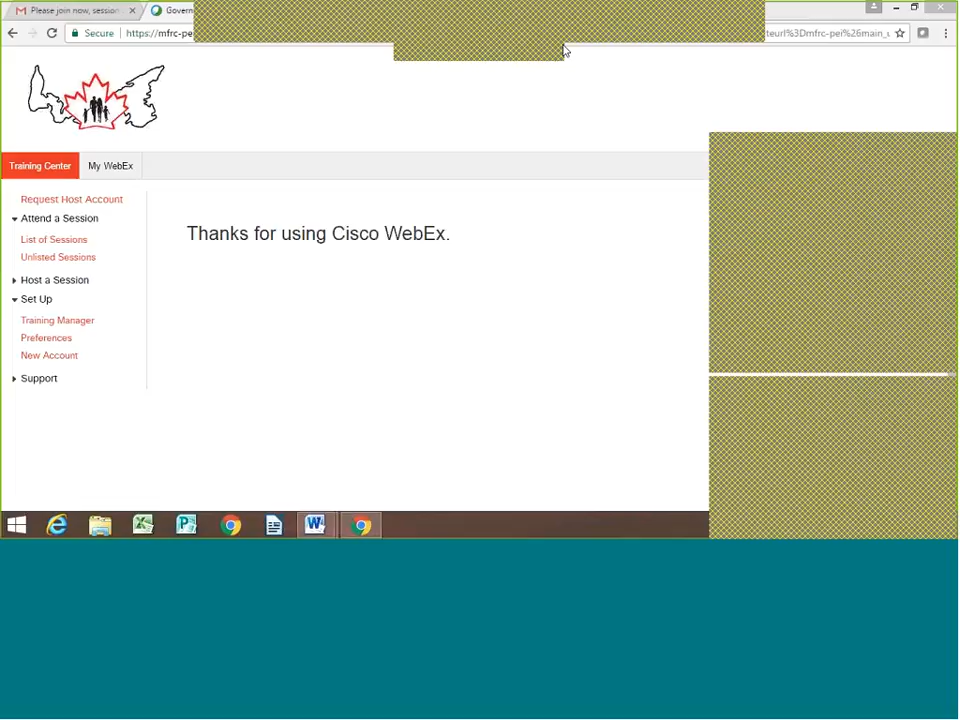 Please join now, session
Govern
Secure
https://mfrc-pe
teurl%3Dmfrc-pei%26main_u
Training Center
My WebEx
Request Host Account
Attend a Session
List of Sessions
Unlisted Sessions
Host a Session
Set Up
Training Manager
Preferences
New Account
Support
Thanks for using Cisco WebEx.